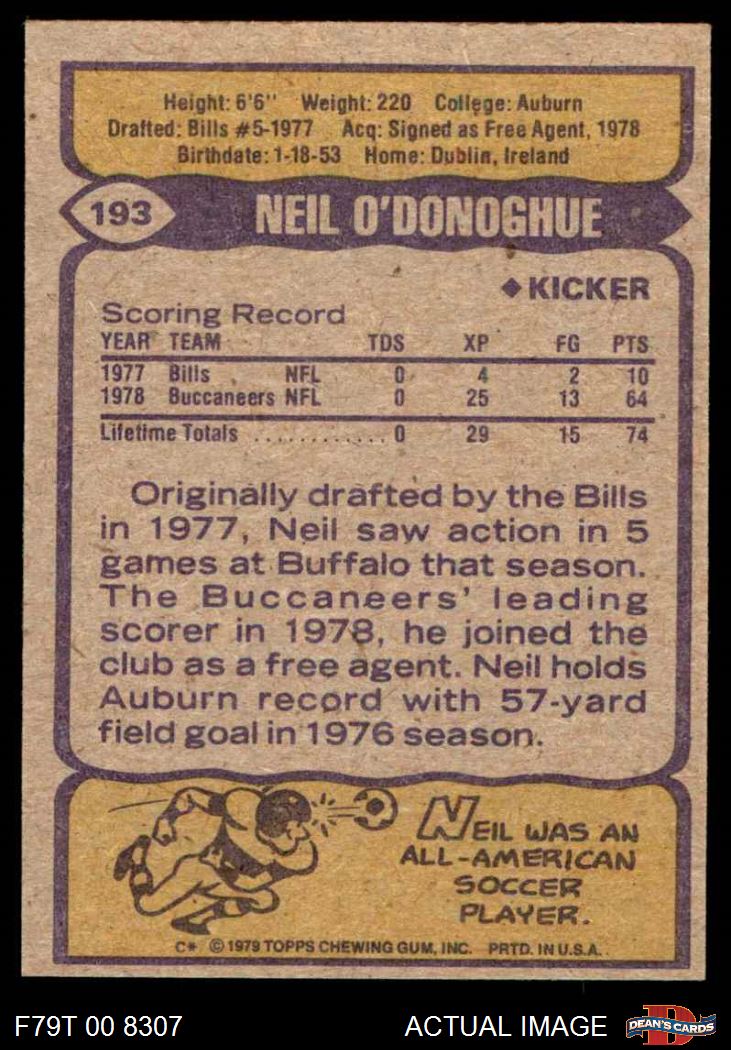 Height: 6'6" Weight: 220 College: Auburn
Drafted: Bills #5-1977 Acq: Signed as Free Agent, 1978
Birthdate: 1-18-53 Home: Dublin, Ireland
193 NEIL O'DONOGHUE
◆KICKER
Scoring Record
YEAR TEAM TDS XP FG PTS
1977 Bills NFL 0 4 2 10
1978 Buccaneers NFL 0 25 13 64
Lifetime Totals ............ 0 29 15 74
Originally drafted by the Bills
in 1977, Neil saw action in 5
games at Buffalo that season.
The Buccaneers' leading
scorer in 1978, he joined the
club as a free agent. Neil holds
Auburn record with 57-yard
field goal in 1976 season.
NEIL WAS AN
ALL-AMERICAN
SOCCER
PLAYER.
C* © 1979 TOPPS CHEWING GUM, INC. PRTD. IN U.S.A.
F79T 00 8307 ACTUAL IMAGE D DEAN'S CARDS